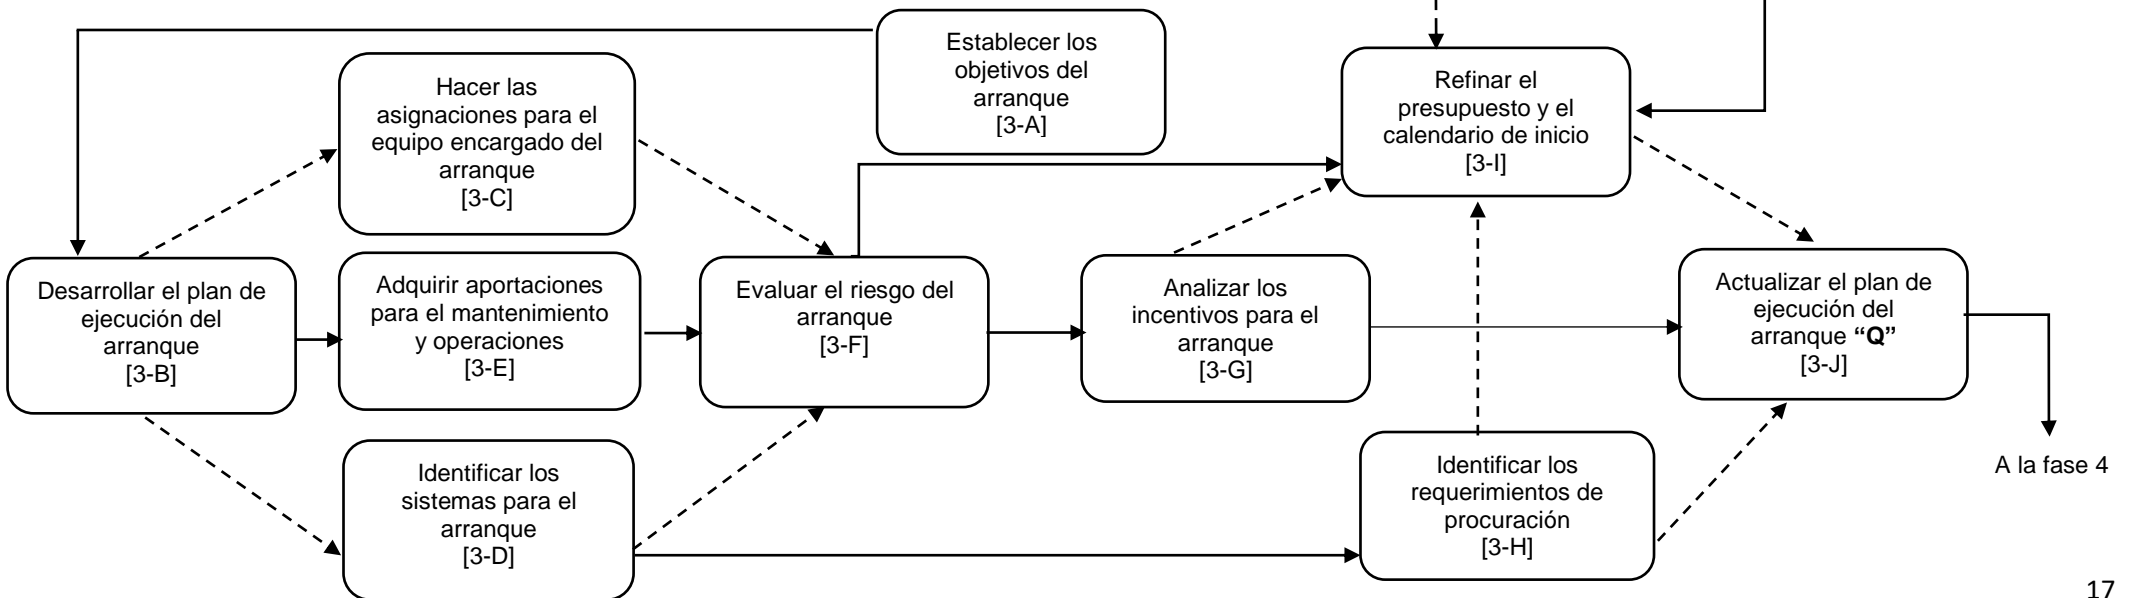 Establecer los
objetivos del
arranque
[3-A]
Hacer las
asignaciones para el
equipo encargado del
arranque
[3-C]
Refinar el
presupuesto y el
calendario de inicio
[3-I]
Desarrollar el plan de
ejecución del
arranque
[3-B]
Adquirir aportaciones
para el mantenimiento
y operaciones
[3-E]
Evaluar el riesgo del
arranque
[3-F]
Analizar los
incentivos para el
arranque
[3-G]
Actualizar el plan de
ejecución del
arranque “Q”
[3-J]
Identificar los
sistemas para el
arranque
[3-D]
Identificar los
requerimientos de
procuración
[3-H]
A la fase 4
17